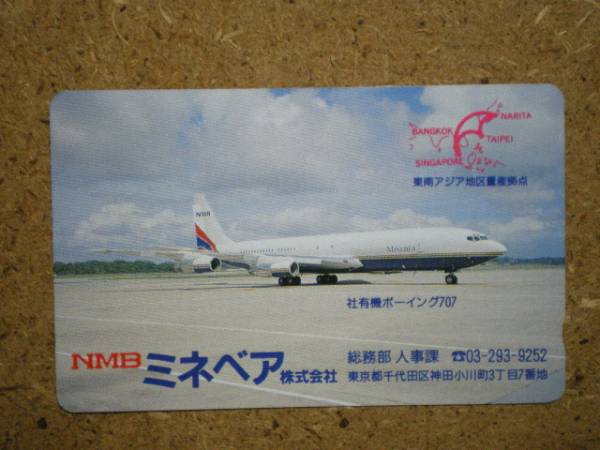 NARITA
BANGKOK
TAIPEI
SINGAPORE
東南アジア地区量産拠点
NMB
Minebea
社有機ボーイング707
NMB ミネベア 株式会社
総務部 人事課 ☎03-293-9252
東京都千代田区神田小川町3丁目7番地